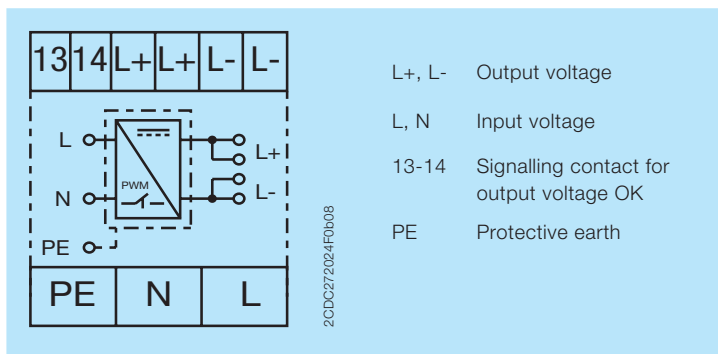 13 14 L+ L+ L- L-
L
L+
PWM
N
L-
PE
PE N L
2CDC272024F0b08
L+, L- Output voltage
L, N Input voltage
13-14 Signalling contact for
output voltage OK
PE Protective earth